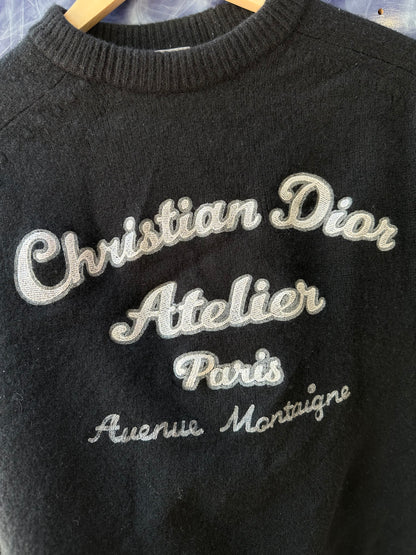 Christian Dior
Atelier
Paris
Avenue Montaigne